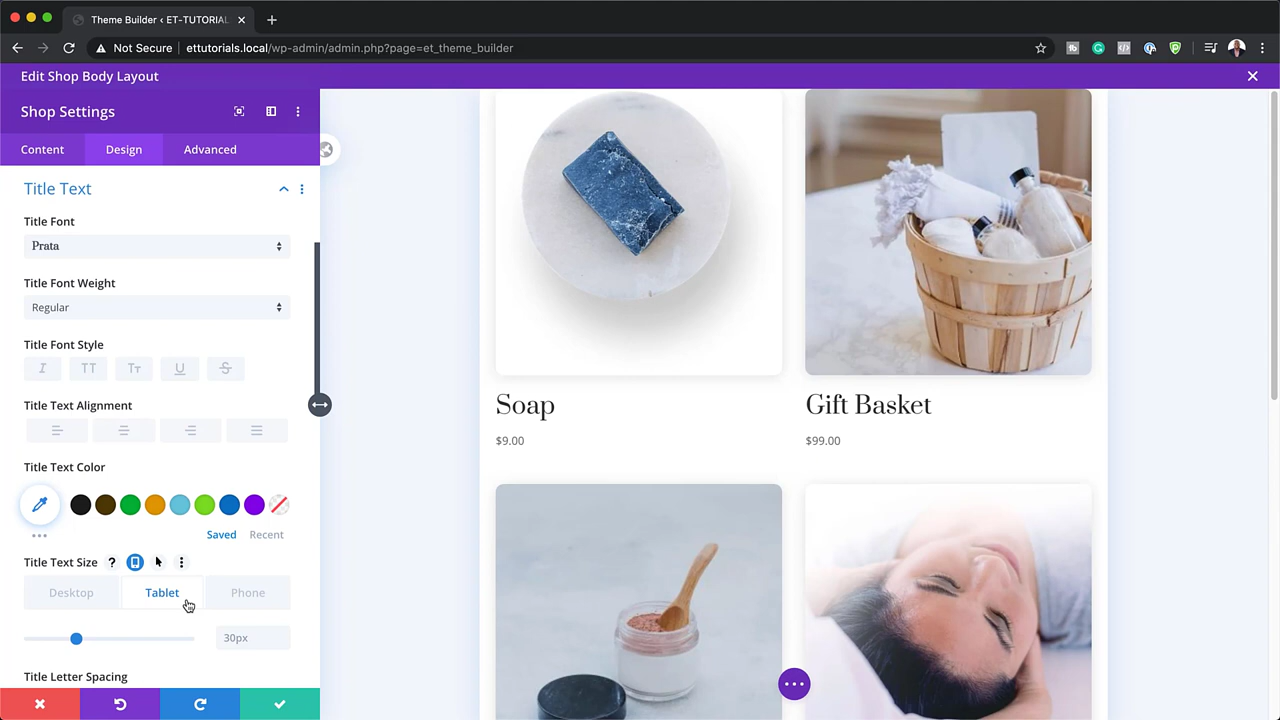 Theme Builder ‹ ET-TUTORIAL
Not Secure
ettutorials.local/wp-admin/admin.php?page=et_theme_builder
Edit Shop Body Layout
Shop Settings
Content
Design
Advanced
Title Text
Title Font
Prata
Title Font Weight
Regular
Title Font Style
I
TT
Tт
U
S
Title Text Alignment
Title Text Color
Saved
Recent
Title Text Size
?
Desktop
Tablet
Phone
30px
Title Letter Spacing
Soap
$9.00
Gift Basket
$99.00